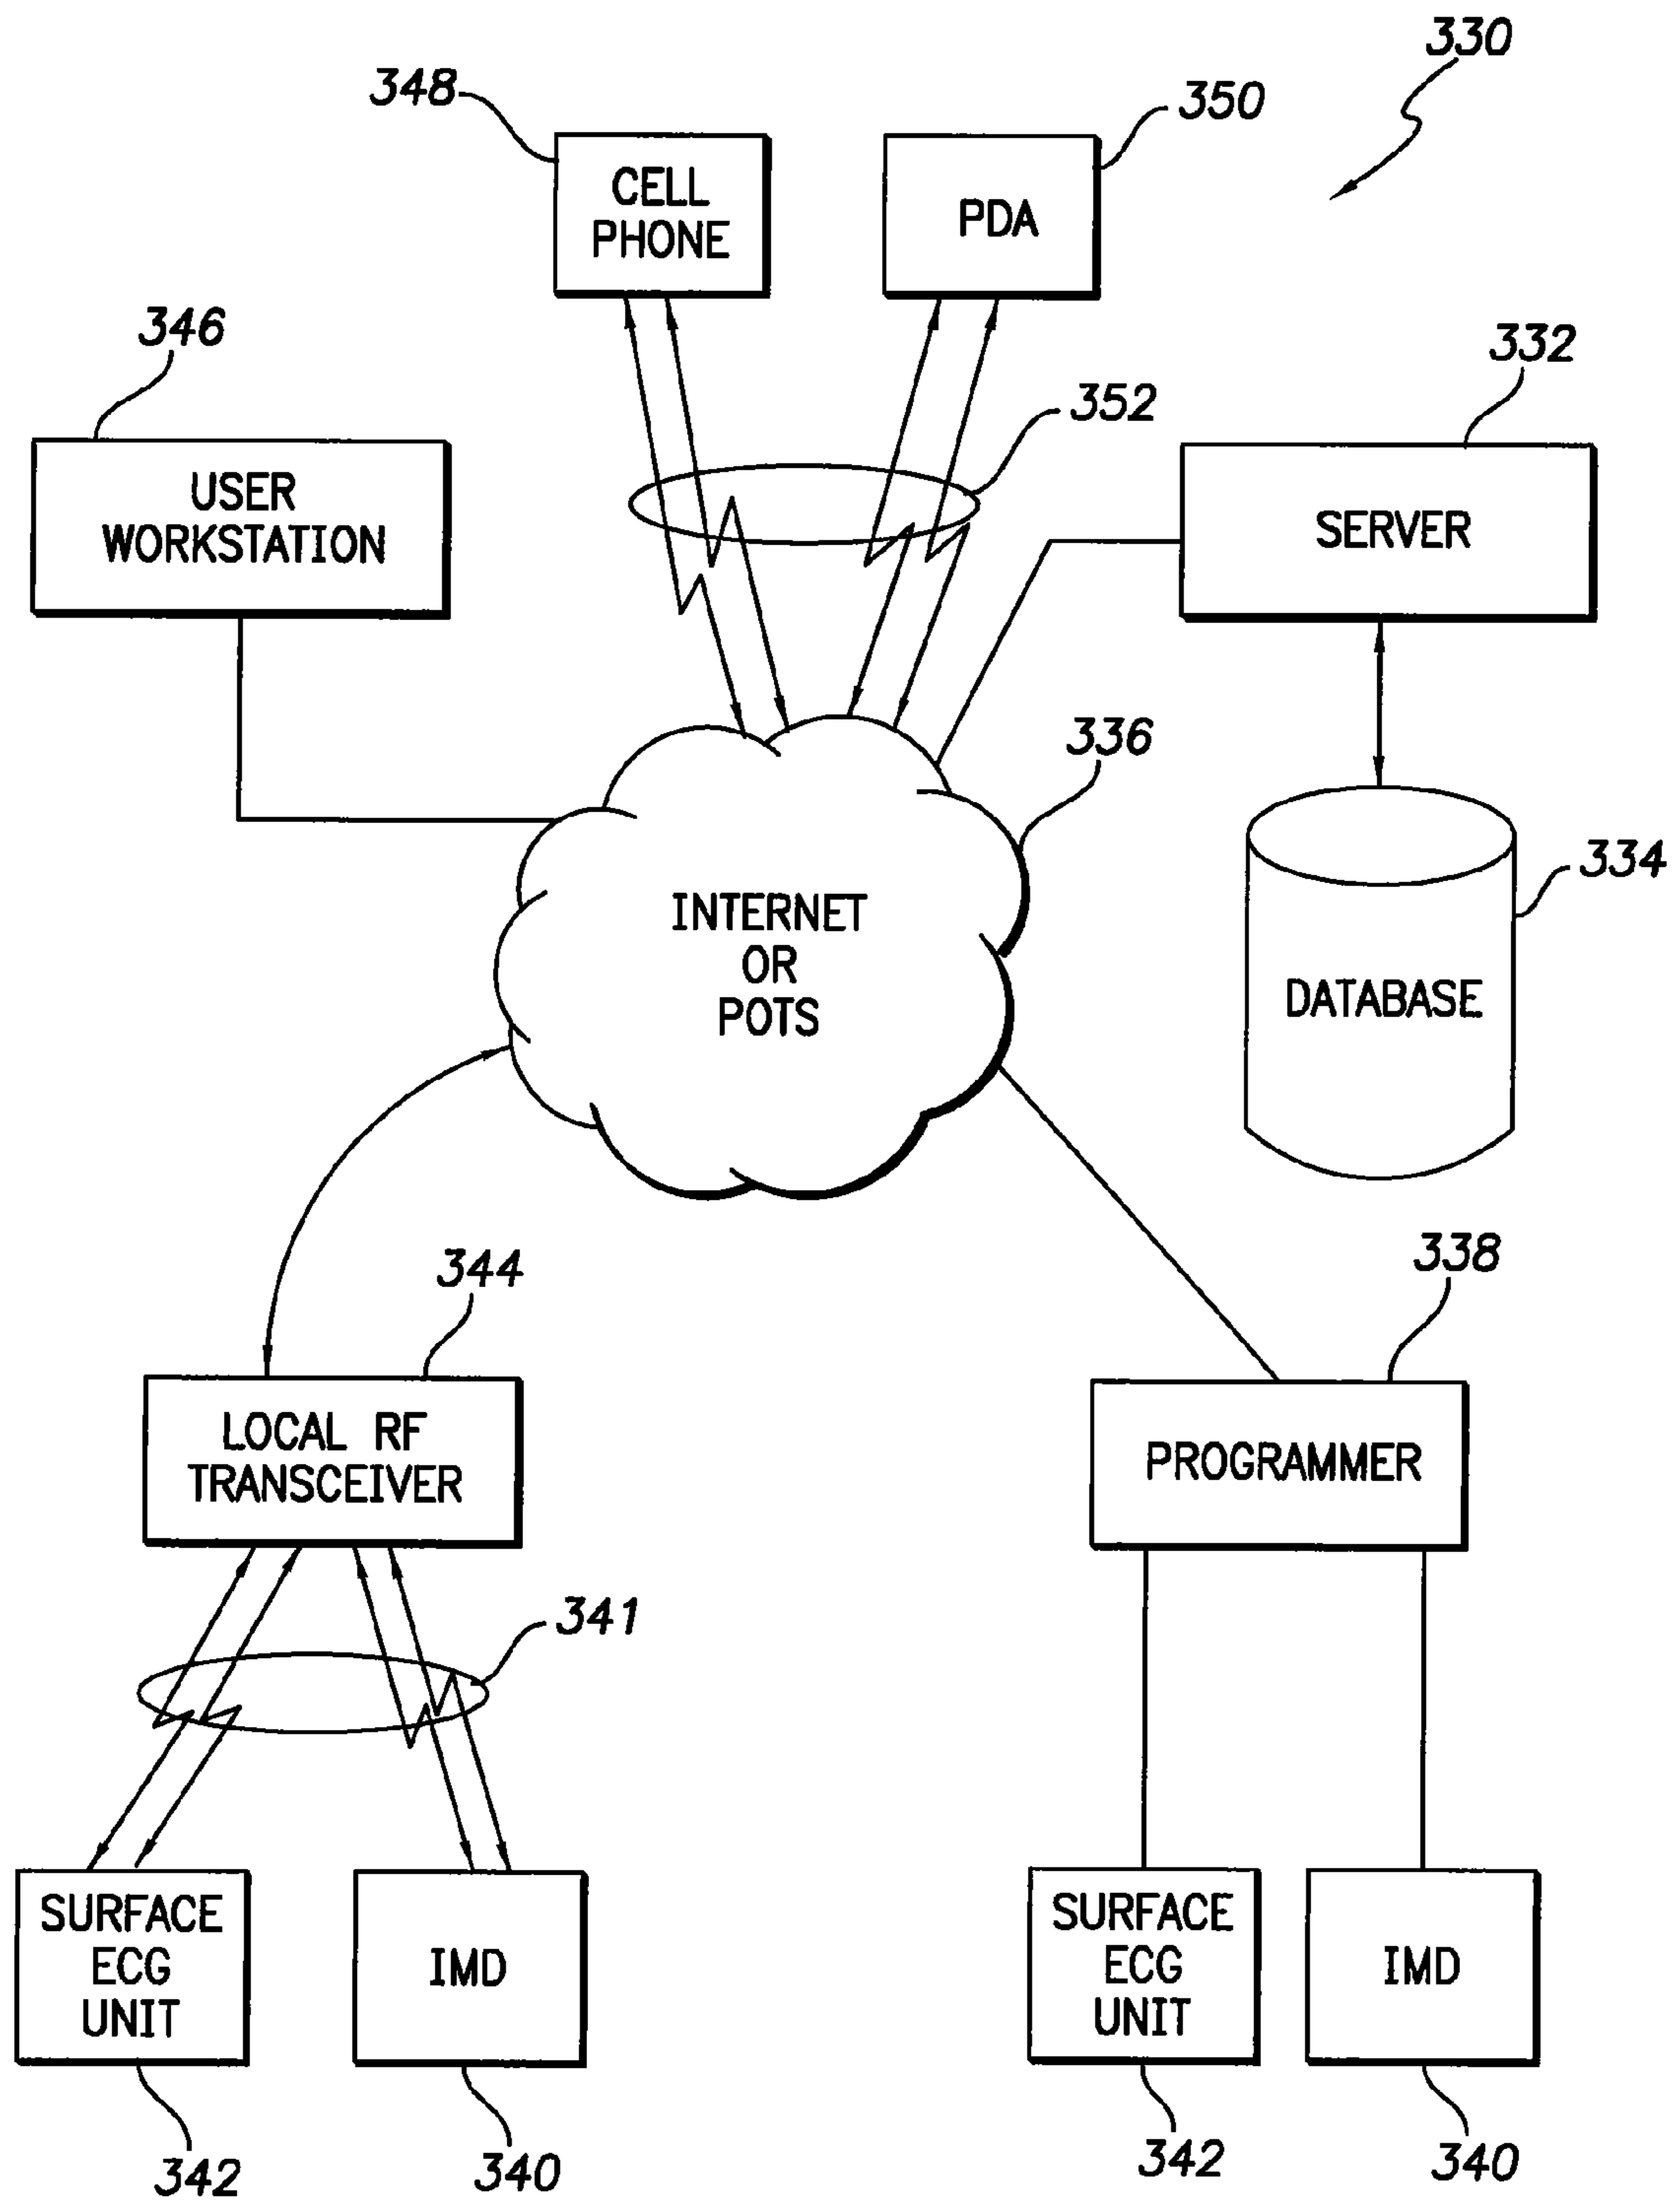 330
348
350
CELL
PHONE
PDA
346
332
352
USER
WORKSTATION
SERVER
336
334
INTERNET
OR
POTS
DATABASE
344
338
LOCAL RF
TRANSCEIVER
PROGRAMMER
341
SURFACE
ECG
UNIT
IMD
SURFACE
ECG
UNIT
IMD
342
340
342
340